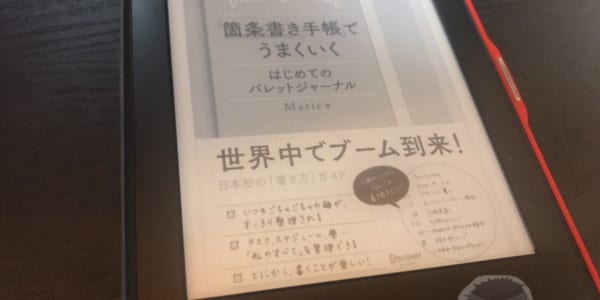 「箇条書き手帳」で
うまくいく
はじめての
バレットジャーナル
Marie 著
世界中でブーム到来！
日本初の「書き方」ガイド
いつもごちゃごちゃの頭が、
すっきり整理される
タスク、スケジュール、夢…
「私のすべて」を管理できる
とにかく、書くことが楽しい！
Discover